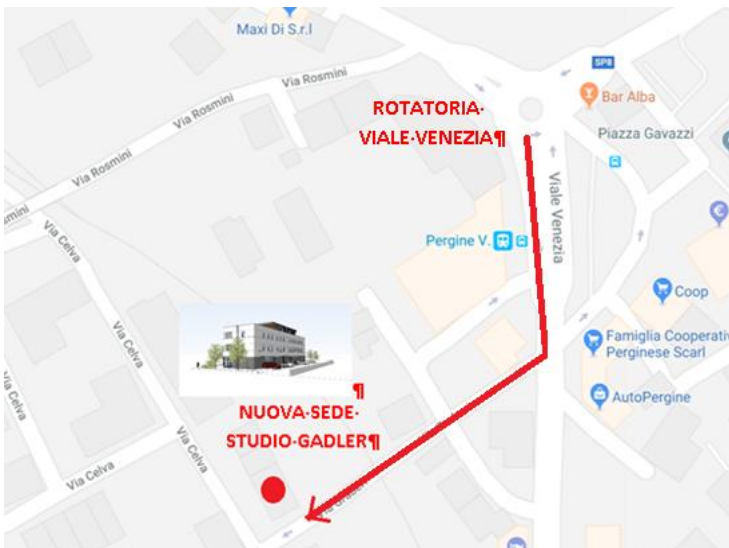 Maxi Di S.r.l
SP8
Via Rosmini
Bar Alba
ROTATORIA·
VIALE·VENEZIA¶
Via Rosmini
Piazza Gavazzi
Via Rosmini
Viale Venezia
Via Celva
Pergine V.
Coop
Famiglia Cooperativ
Perginese Scarl
¶
AutoPergine
NUOVA·SEDE·
STUDIO·GADLER¶
Via Celva
Via Celva
Via Celva
Via Celva